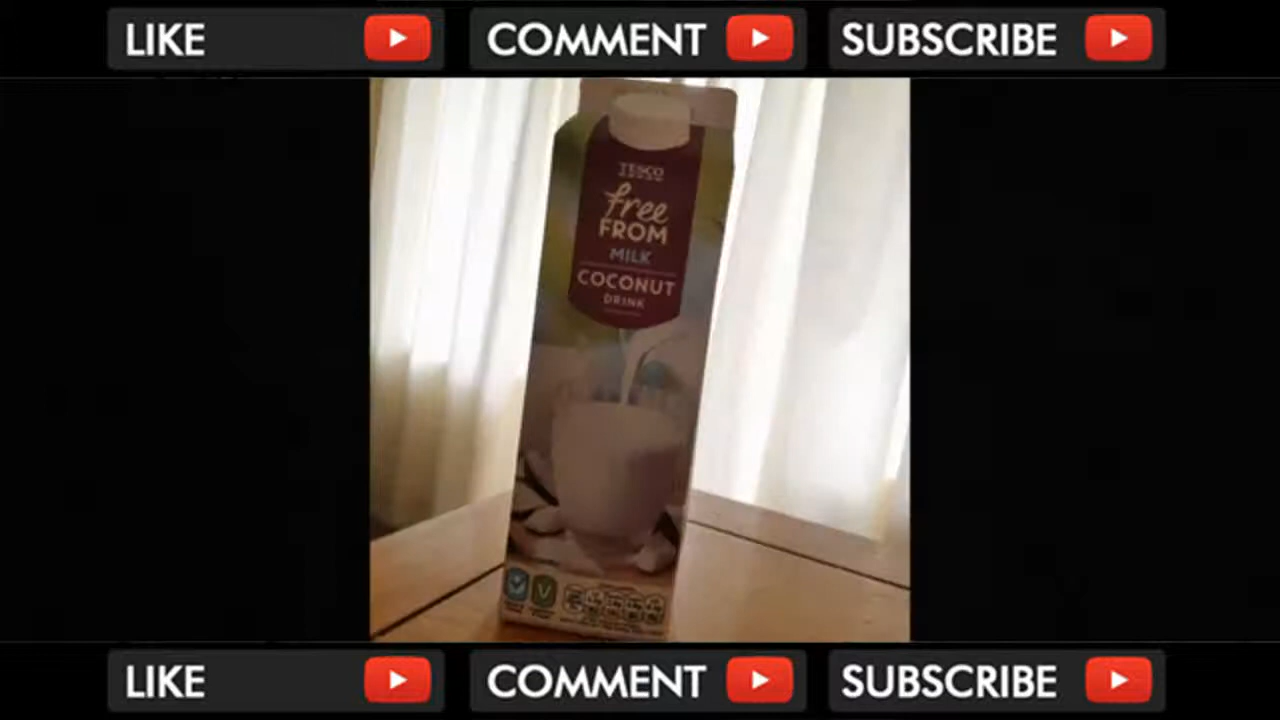 LIKE COMMENT SUBSCRIBE
TESCO
free
FROM
MILK
COCONUT
DRINK
V
LIKE COMMENT SUBSCRIBE